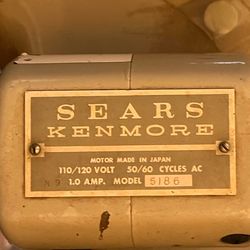 SEARS
KENMORE
MOTOR MADE IN JAPAN
110/120 VOLT 50/60 CYCLES AC
1.0 AMP. MODEL 5186